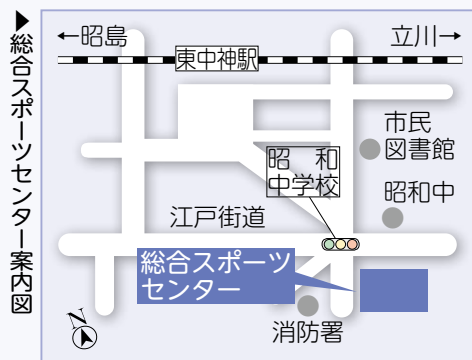 ▶総合スポーツセンター案内図
←昭島
立川→
東中神駅
市民
図書館
昭和
中学校
昭和中
江戸街道
総合スポーツ
センター
消防署
N